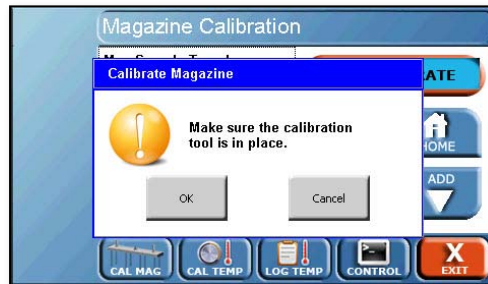 Magazine Calibration
Calibrate Magazine
Make sure the calibration
tool is in place.
OK
Cancel
HOME
ADD
CAL MAG
CAL TEMP
LOG TEMP
CONTROL
X
EXIT